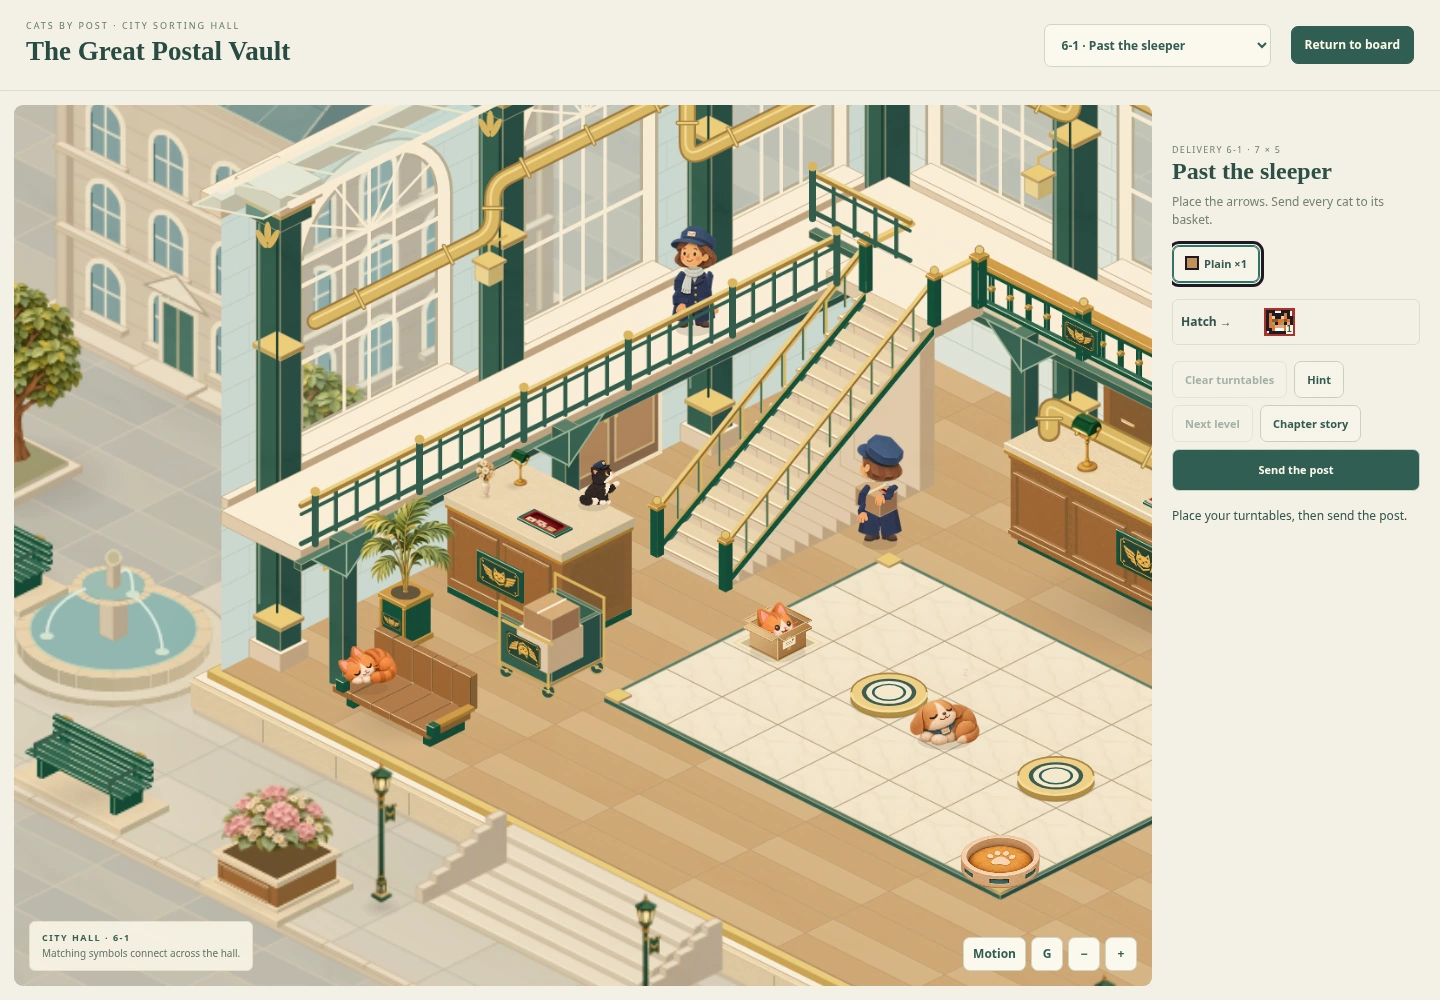 CATS BY POST · CITY SORTING HALL
The Great Postal Vault
6-1 · Past the sleeper
Return to board
DELIVERY 6-1 · 7 × 5
Past the sleeper
Place the arrows. Send every cat to its
basket.
Plain ×1
Hatch →
1
Clear turntables
Hint
Next level
Chapter story
Send the post
Place your turntables, then send the post.
CITY HALL · 6-1
Matching symbols connect across the hall.
Motion
G
−
+